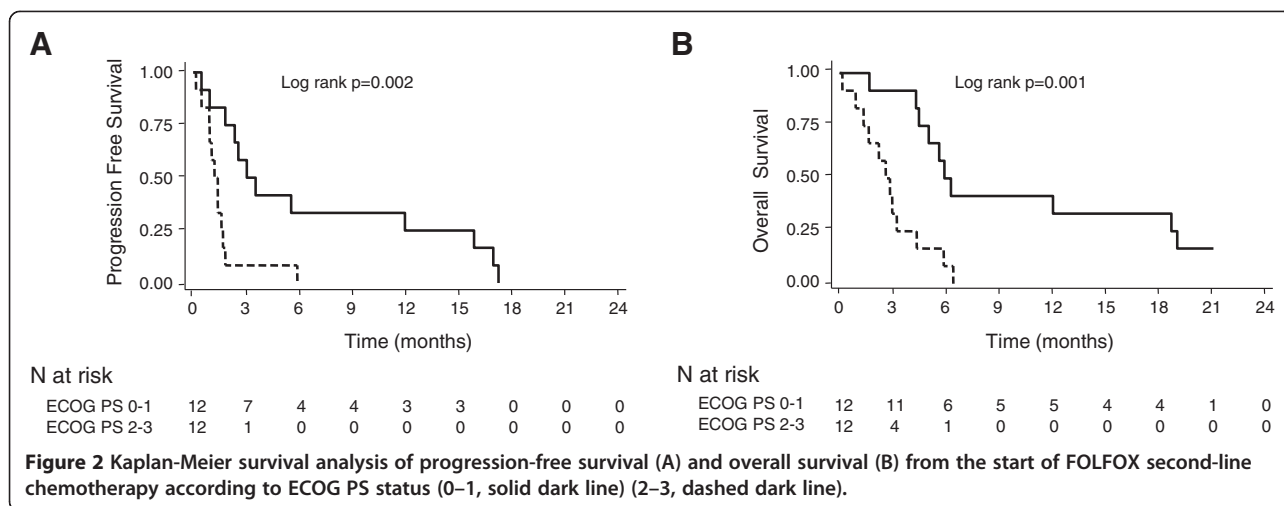 A
Progression Free Survival
1.00
0.75
0.50
0.25
0.00
Log rank p=0.002
0 3 6 9 12 15 18 21 24
Time (months)
N at risk
ECOG PS 0-1 12 7 4 4 3 3 0 0 0
ECOG PS 2-3 12 1 0 0 0 0 0 0 0
B
Overall Survival
1.00
0.75
0.50
0.25
0.00
Log rank p=0.001
0 3 6 9 12 15 18 21 24
Time (months)
N at risk
ECOG PS 0-1 12 11 6 5 5 4 4 1 0
ECOG PS 2-3 12 4 1 0 0 0 0 0 0
Figure 2 Kaplan-Meier survival analysis of progression-free survival (A) and overall survival (B) from the start of FOLFOX second-line
chemotherapy according to ECOG PS status (0–1, solid dark line) (2–3, dashed dark line).